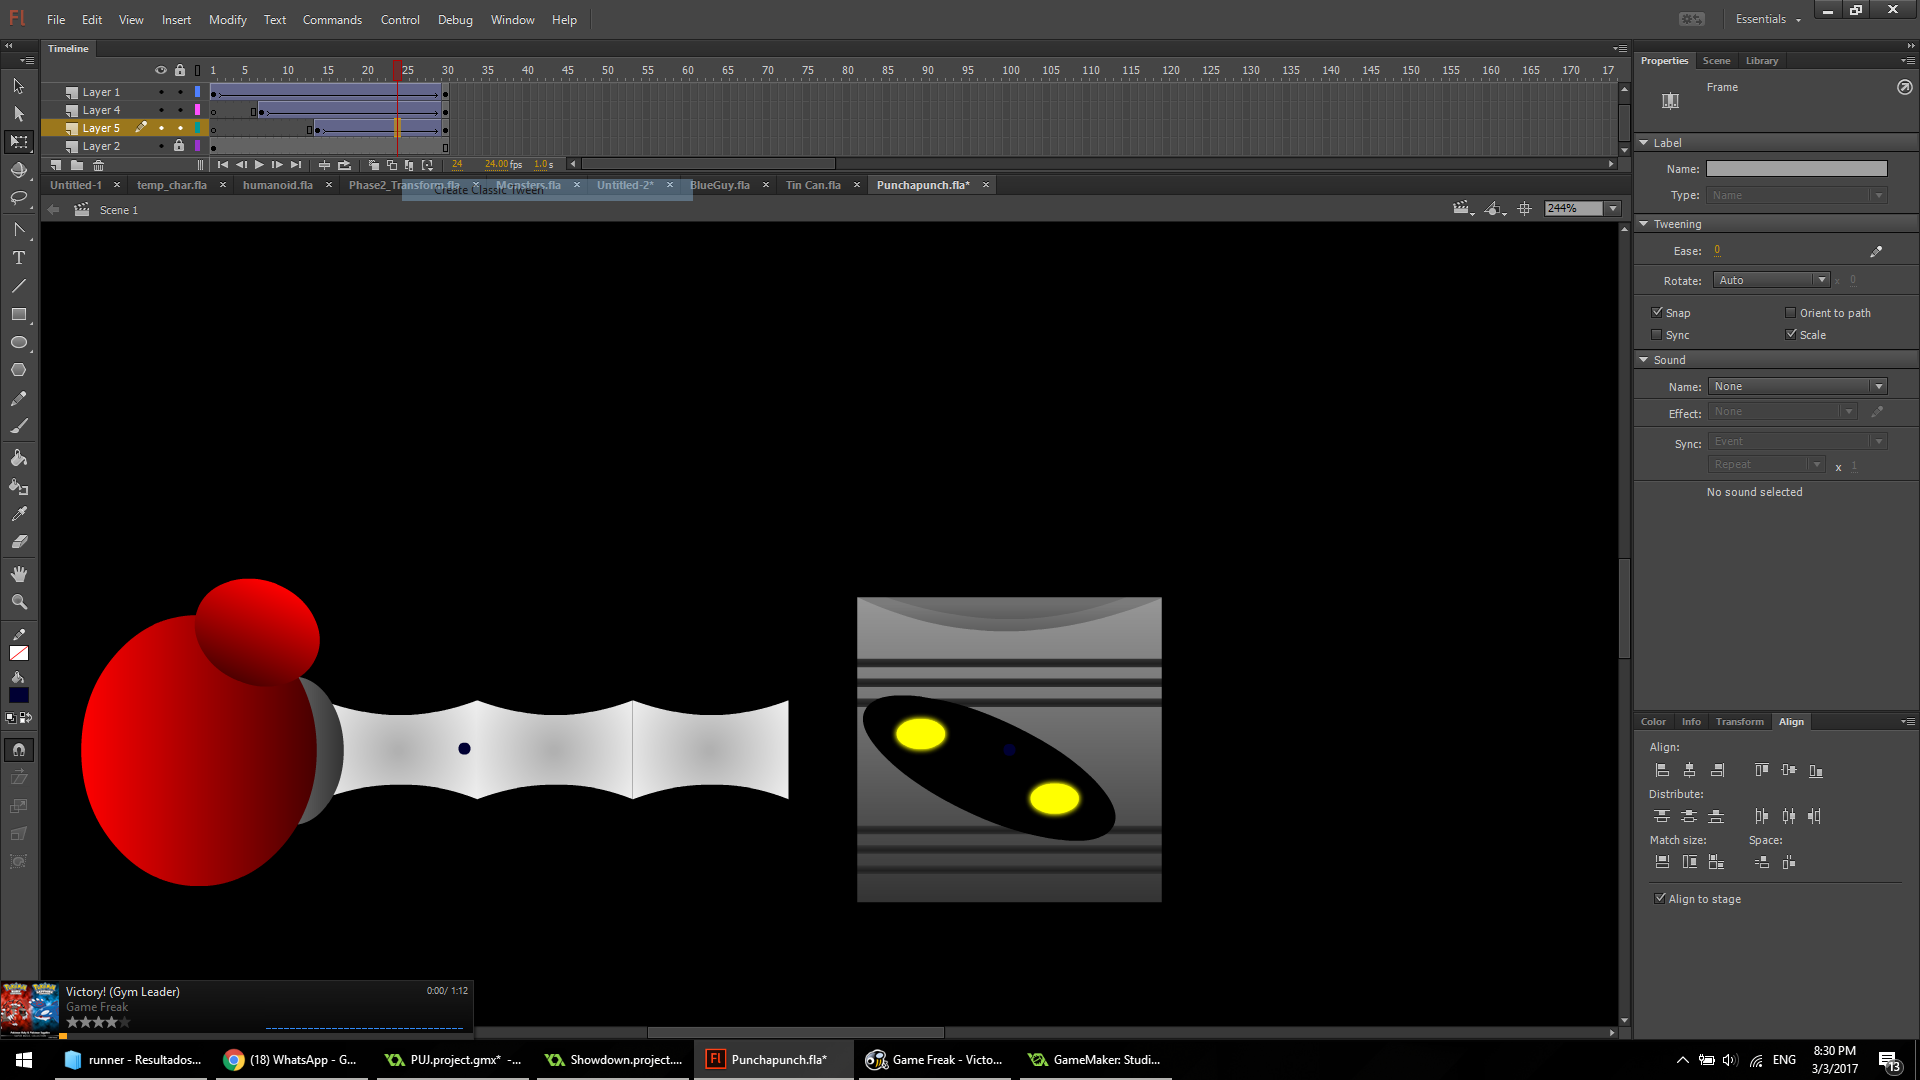 Fl File Edit View Insert Modify Text Commands Control Debug Window Help Essentials
Timeline
1 5 10 15 20 25 30 35 40 45 50 55 60 65 70 75 80 85 90 95 100 105 110 115 120 125 130 135 140 145 150 155 160 165 170 17
Layer 1
Layer 4
Layer 5
Layer 2
24 24.00 fps 1.0 s
Untitled-1 temp_char.fla humanoid.fla Phase2_Transform.fla Monsters.fla Untitled-2* BlueGuy.fla Tin Can.fla Punchapunch.fla*
Create Classic Tween
Scene 1 244%
Properties Scene Library
Frame
Label
Name:
Type: Name
Tweening
Ease: 0
Rotate: Auto x 0
Snap Orient to path
Sync Scale
Sound
Name: None
Effect: None
Sync: Event
Repeat x 1
No sound selected
Color Info Transform Align
Align:
Distribute:
Match size: Space:
Align to stage
Victory! (Gym Leader) 0:00/ 1:12
Game Freak
runner - Resultados... (18) WhatsApp - G... PUJ.project.gmx* -... Showdown.project.... Fl Punchapunch.fla* Game Freak - Victo... GameMaker: Studi... ENG
8:30 PM
3/3/2017
13